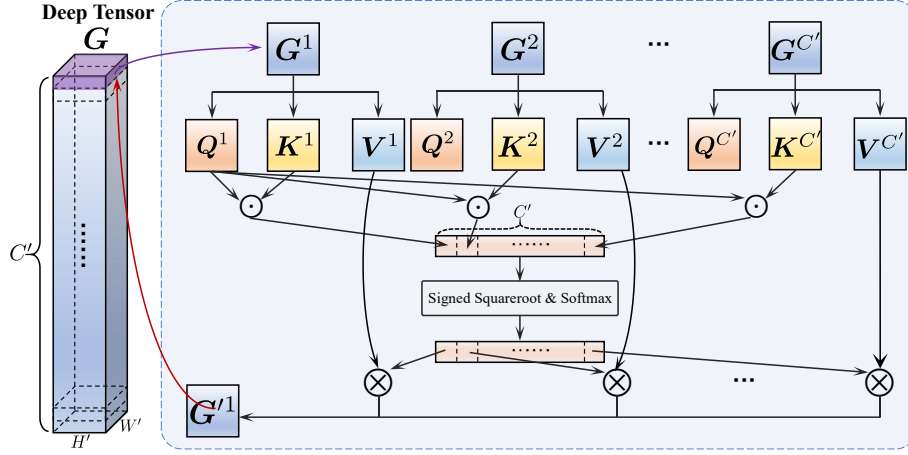 Deep Tensor
G
G¹ G² ... G^{C′}
Q¹ K¹ V¹ Q² K² V² ... Q^{C′} K^{C′} V^{C′}
⊙ ⊙ ⊙
C′
......
Signed Squareroot & Softmax
......
⊗ ⊗ ... ⊗
G′¹
......
C′
H′ W′